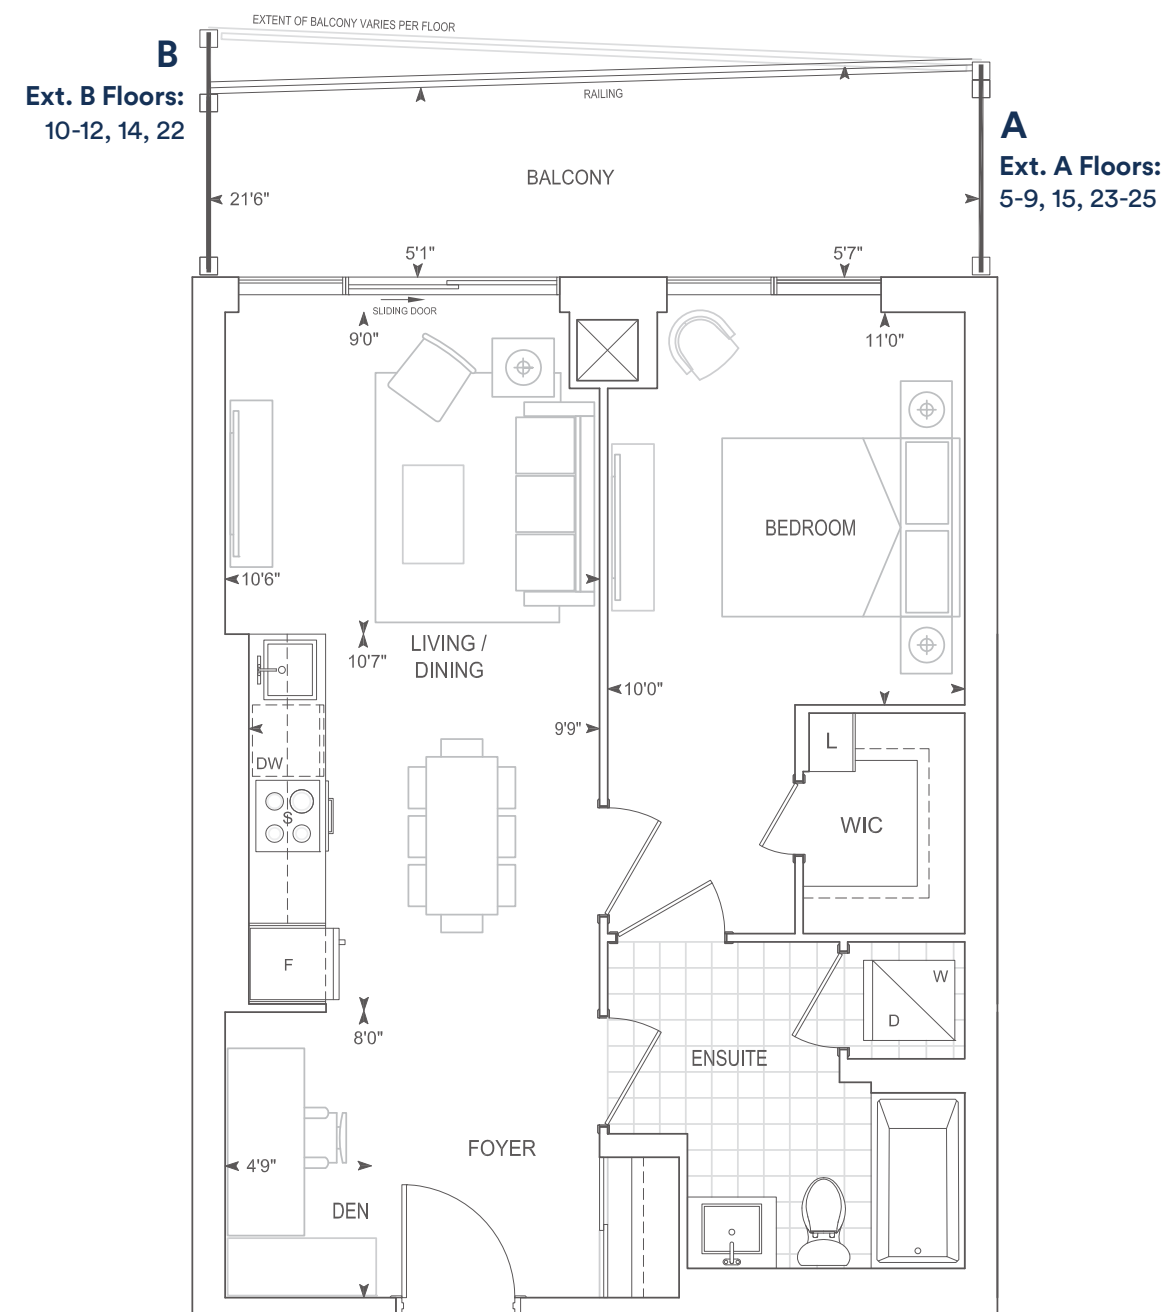 EXTENT OF BALCONY VARIES PER FLOOR
B
Ext. B Floors:
10-12, 14, 22
RAILING
A
Ext. A Floors:
5-9, 15, 23-25
BALCONY
21'6"
5'1"
5'7"
SLIDING DOOR
9'0"
11'0"
BEDROOM
10'6"
LIVING /
DINING
10'7"
10'0"
9'9"
L
DW
S
WIC
F
W
D
8'0"
ENSUITE
FOYER
4'9"
DEN